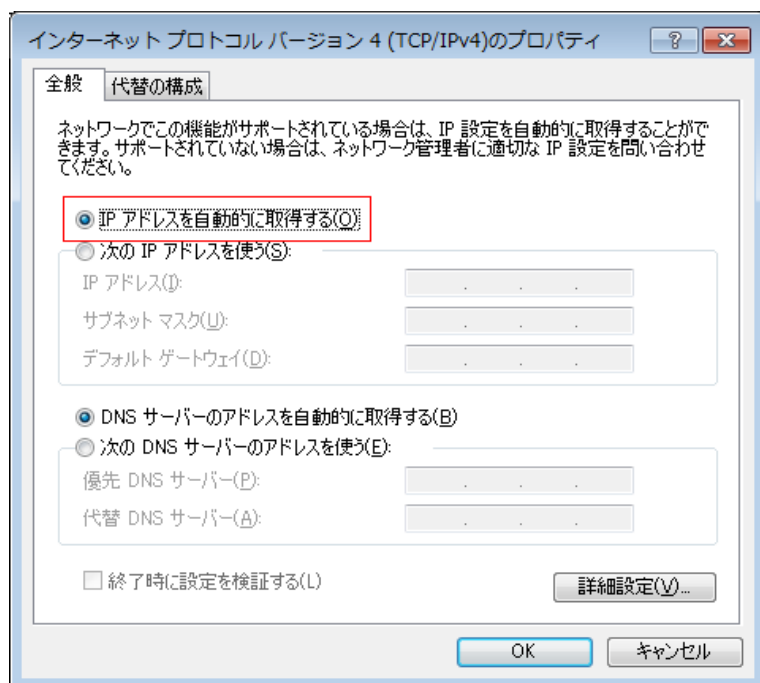 インターネット プロトコル バージョン 4 (TCP/IPv4)のプロパティ
全般
代替の構成
ネットワークでこの機能がサポートされている場合は、IP 設定を自動的に取得することがで
きます。サポートされていない場合は、ネットワーク管理者に適切な IP 設定を問い合わせ
てください。
IP アドレスを自動的に取得する(O)
次の IP アドレスを使う(S):
IP アドレス(I):
サブネット マスク(U):
デフォルト ゲートウェイ(D):
DNS サーバーのアドレスを自動的に取得する(B)
次の DNS サーバーのアドレスを使う(E):
優先 DNS サーバー(P):
代替 DNS サーバー(A):
終了時に設定を検証する(L)
詳細設定(V)...
OK
キャンセル